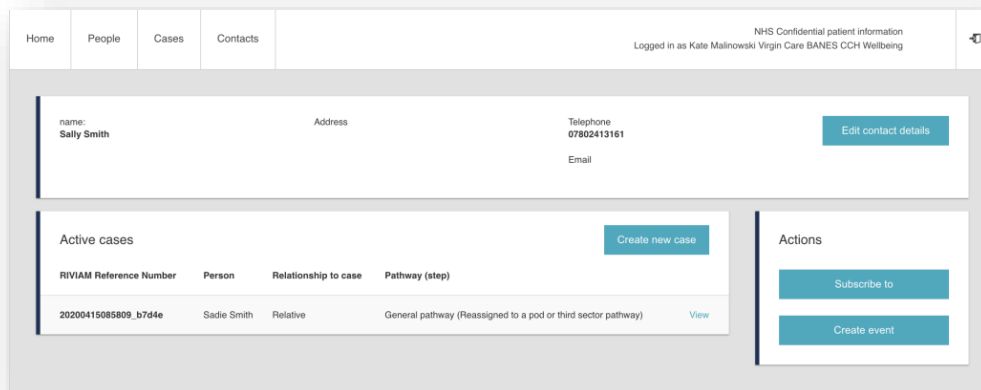 Home People Cases Contacts
NHS Confidential patient information
Logged in as Kate Malinowski Virgin Care BANES CCH Wellbeing
name:
Sally Smith
Address
Telephone
07802413161
Email
Edit contact details
Active cases
Create new case
RIVIAM Reference Number Person Relationship to case Pathway (step)
20200415085809_b7d4e Sadie Smith Relative General pathway (Reassigned to a pod or third sector pathway) View
Actions
Subscribe to
Create event